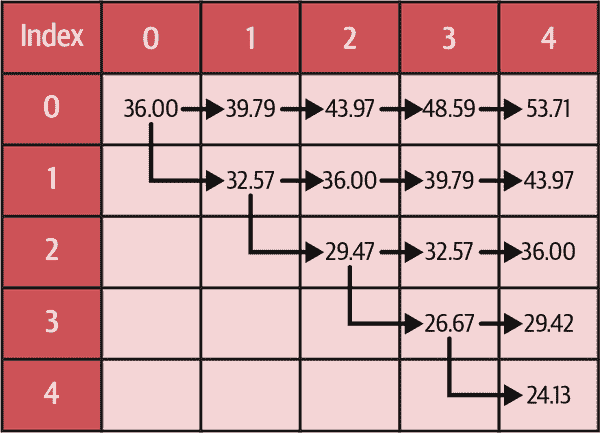 Index 0 1 2 3 4
0 36.00 39.79 43.97 48.59 53.71
1 32.57 36.00 39.79 43.97
2 29.47 32.57 36.00
3 26.67 29.42
4 24.13